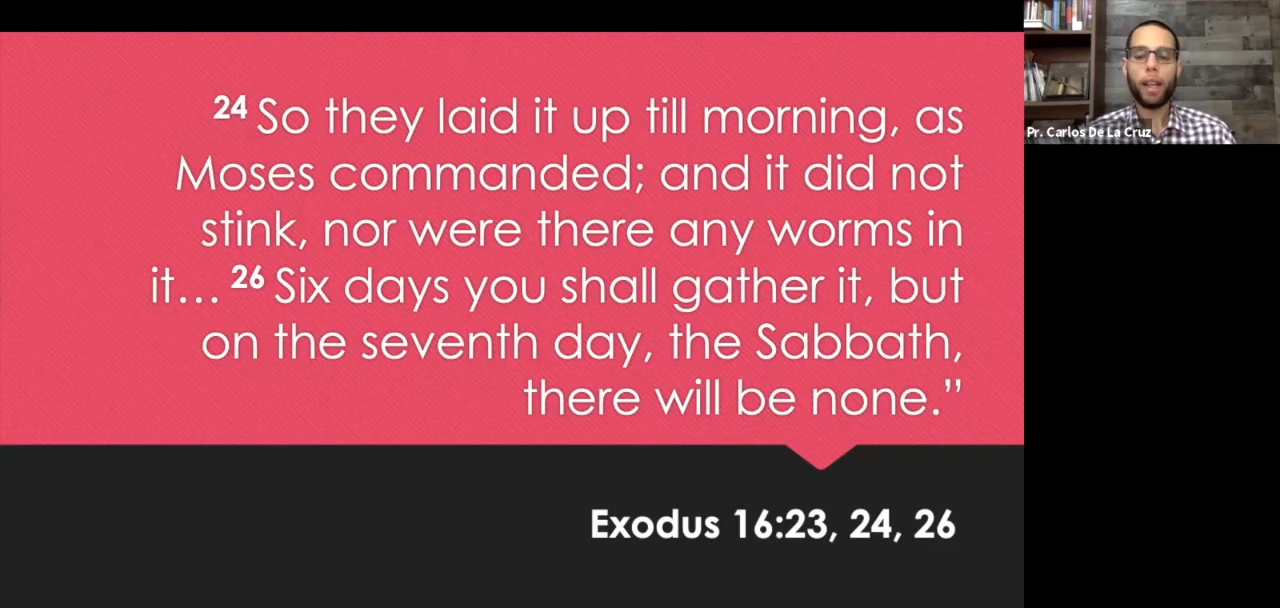 24 So they laid it up till morning, as
Moses commanded; and it did not
stink, nor were there any worms in
it… 26 Six days you shall gather it, but
on the seventh day, the Sabbath,
there will be none.”
Exodus 16:23, 24, 26
Pr. Carlos De La Cruz